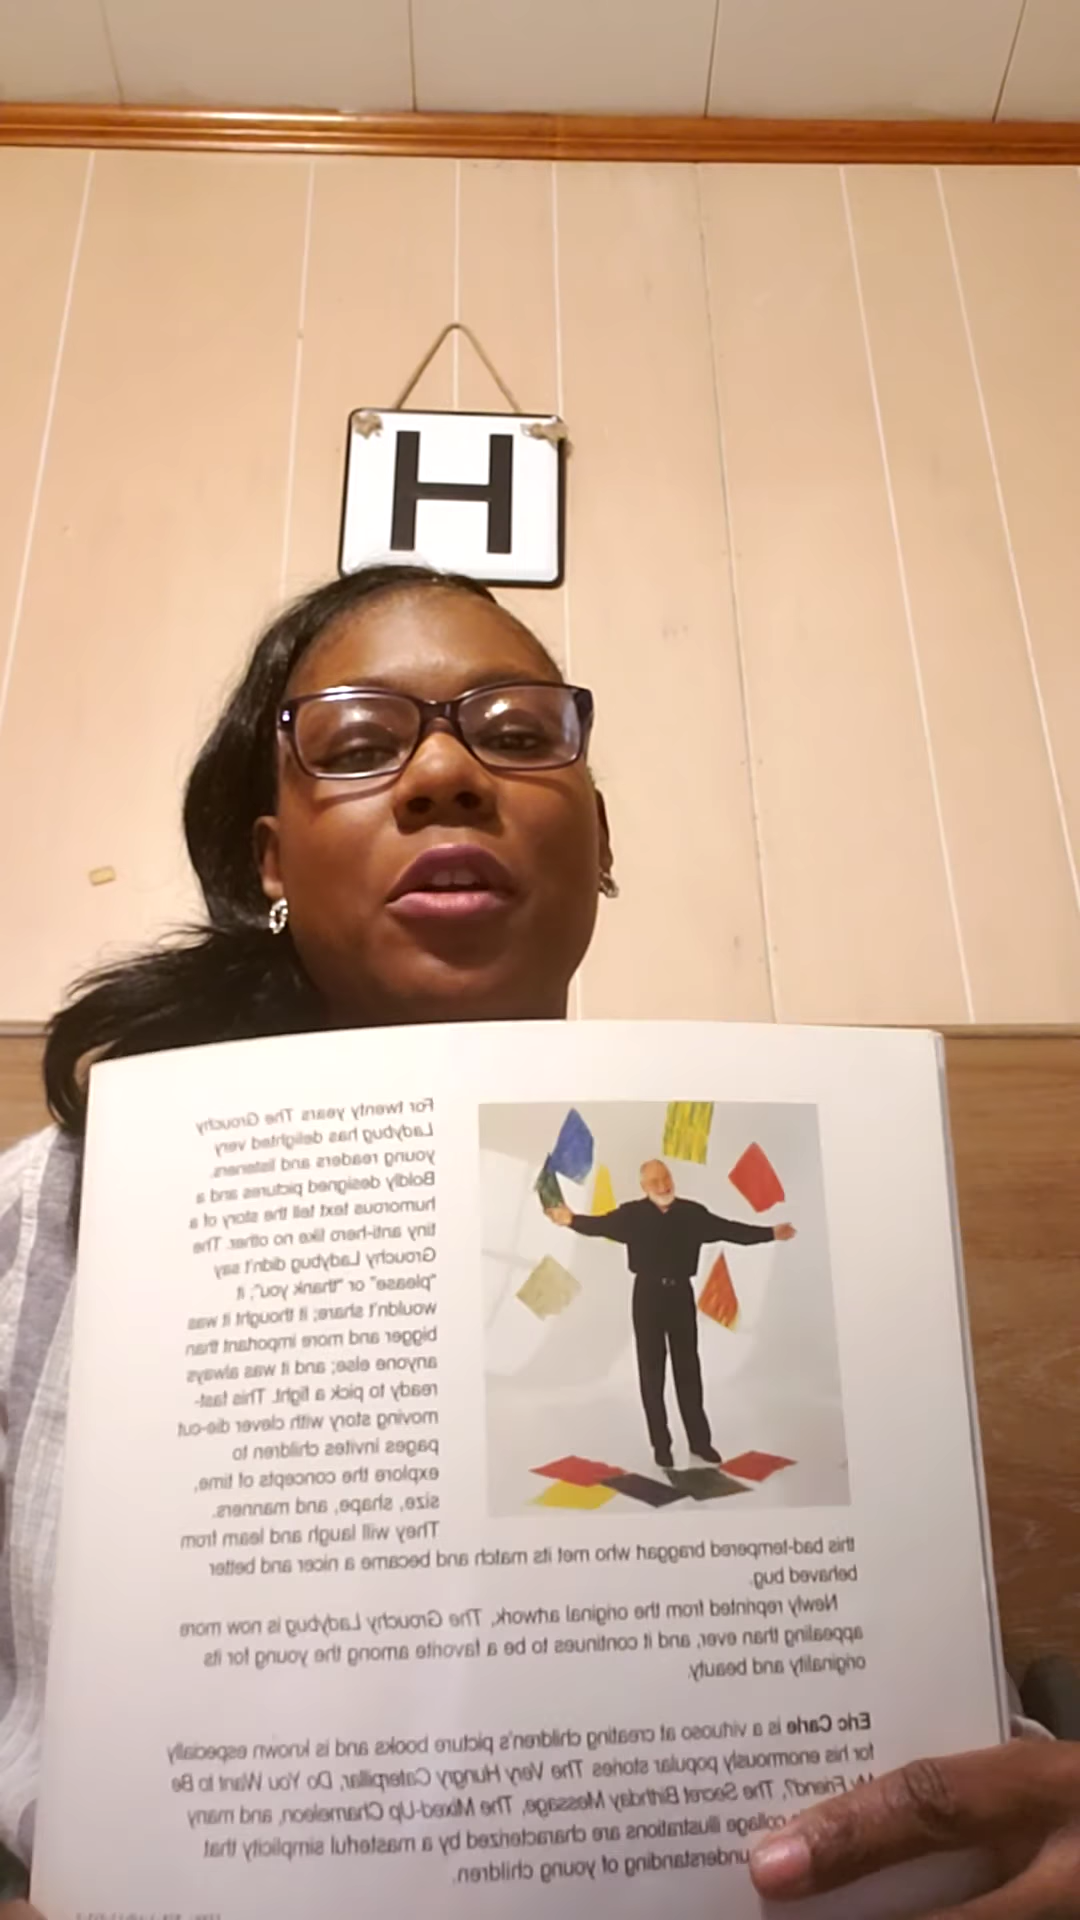 H
For twenty years The Grouchy
Ladybug has delighted very
young readers and listeners.
Boldly designed pictures and a
humorous text tell the story of a
tiny anti-hero like no other. The
Grouchy Ladybug didn't say
"please" or "thank you"; it
wouldn't share; it thought it was
bigger and more important than
anyone else; and it was always
ready to pick a fight. This fast-
moving story with clever die-cut
pages invites children to
explore the concepts of time,
size, shape, and manners.
They will laugh and learn from
this bad-tempered braggart who met its match and became a nicer and better
behaved bug.
Newly reprinted from the original artwork, The Grouchy Ladybug is now more
appealing than ever, and it continues to be a favorite among the young for its
originality and beauty.
Eric Carle is a virtuoso at creating children's picture books and is known especially
for his enormously popular stories The Very Hungry Caterpillar, Do You Want to Be
My Friend?, The Secret Birthday Message, The Mixed-Up Chameleon, and many
collage illustrations are characterized by a masterful simplicity that
understanding of young children.